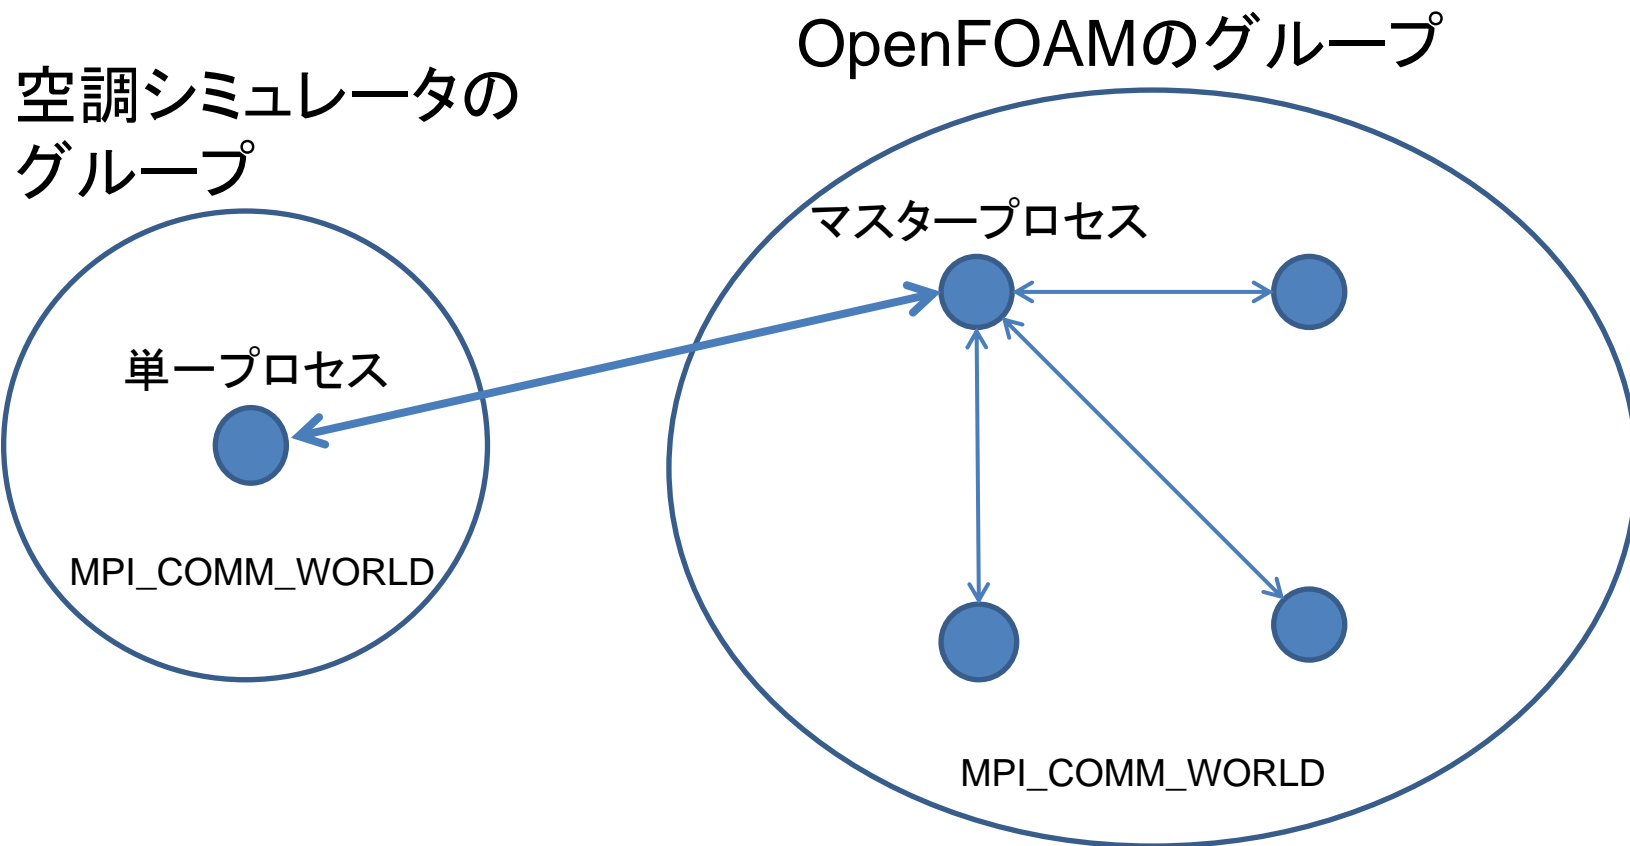 空調シミュレータの
グループ
OpenFOAMのグループ
マスタープロセス
単一プロセス
MPI_COMM_WORLD
MPI_COMM_WORLD